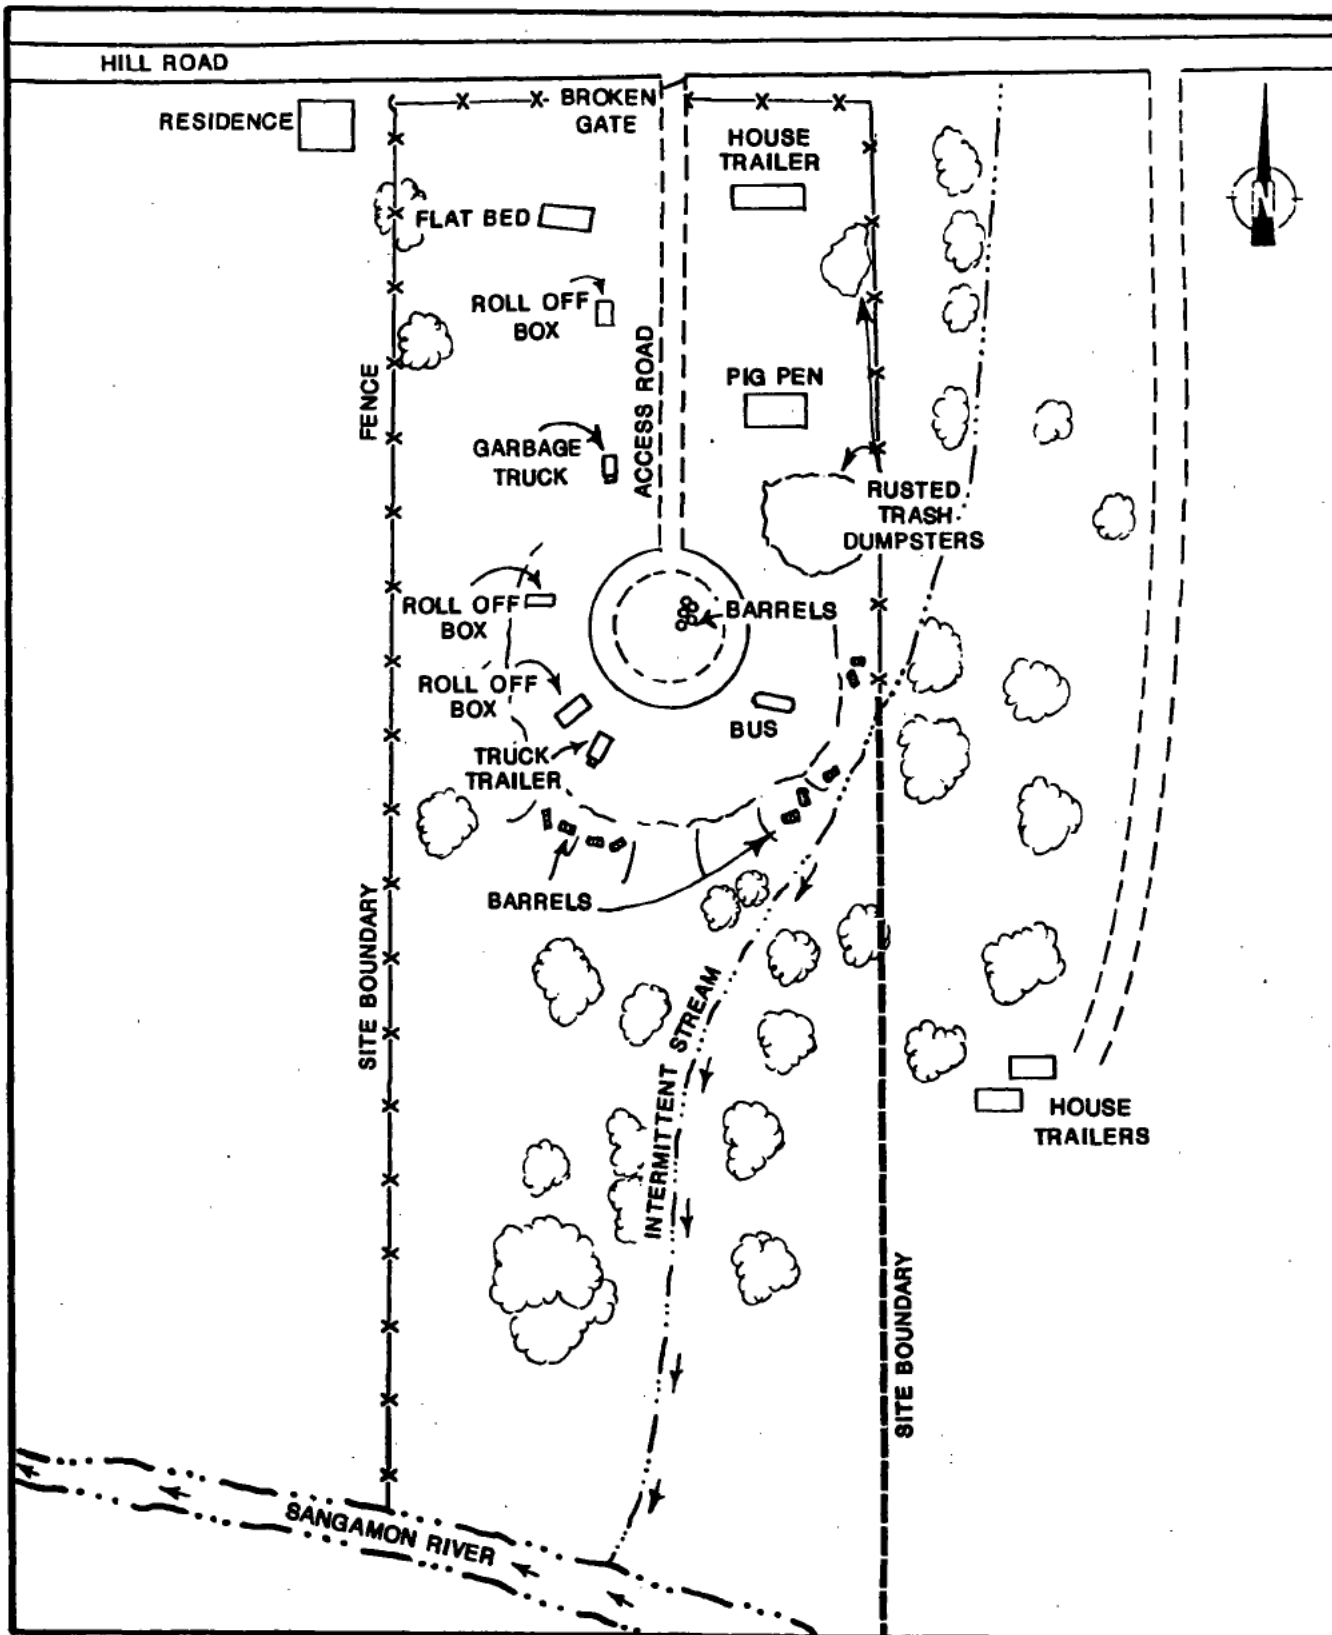 HILL ROAD
RESIDENCE
BROKEN
GATE
HOUSE
TRAILER
FLAT BED
ROLL OFF
BOX
N
ACCESS ROAD
FENCE
PIG PEN
GARBAGE
TRUCK
RUSTED
TRASH
DUMPSTERS
ROLL OFF
BOX
BARRELS
ROLL OFF
BOX
BUS
TRUCK
TRAILER
BARRELS
SITE BOUNDARY
INTERMITTENT STREAM
HOUSE
TRAILERS
SITE BOUNDARY
SANGAMON RIVER